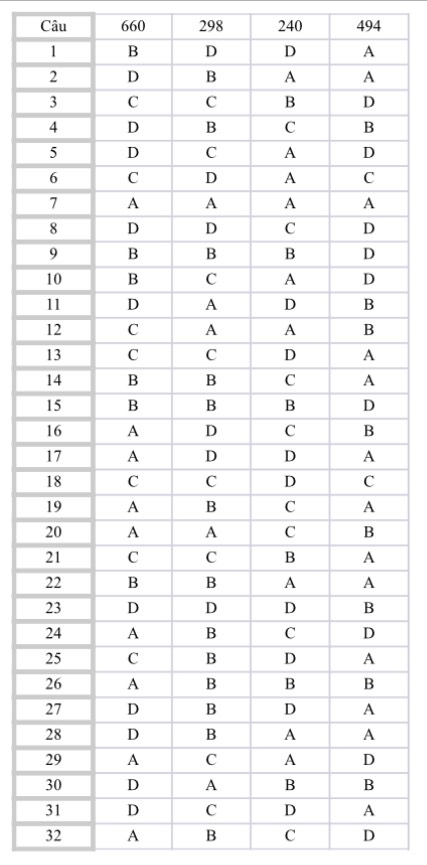 Câu 660 298 240 494
1 B D D A
2 D B A A
3 C C B D
4 D B C B
5 D C A D
6 C D A C
7 A A A A
8 D D C D
9 B B B D
10 B C A D
11 D A D B
12 C A A B
13 C C D A
14 B B C A
15 B B B D
16 A D C B
17 A D D A
18 C C D C
19 A B C A
20 A A C B
21 C C B A
22 B B A A
23 D D D B
24 A B C D
25 C B D A
26 A B B B
27 D B D A
28 D B A A
29 A C A D
30 D A B B
31 D C D A
32 A B C D